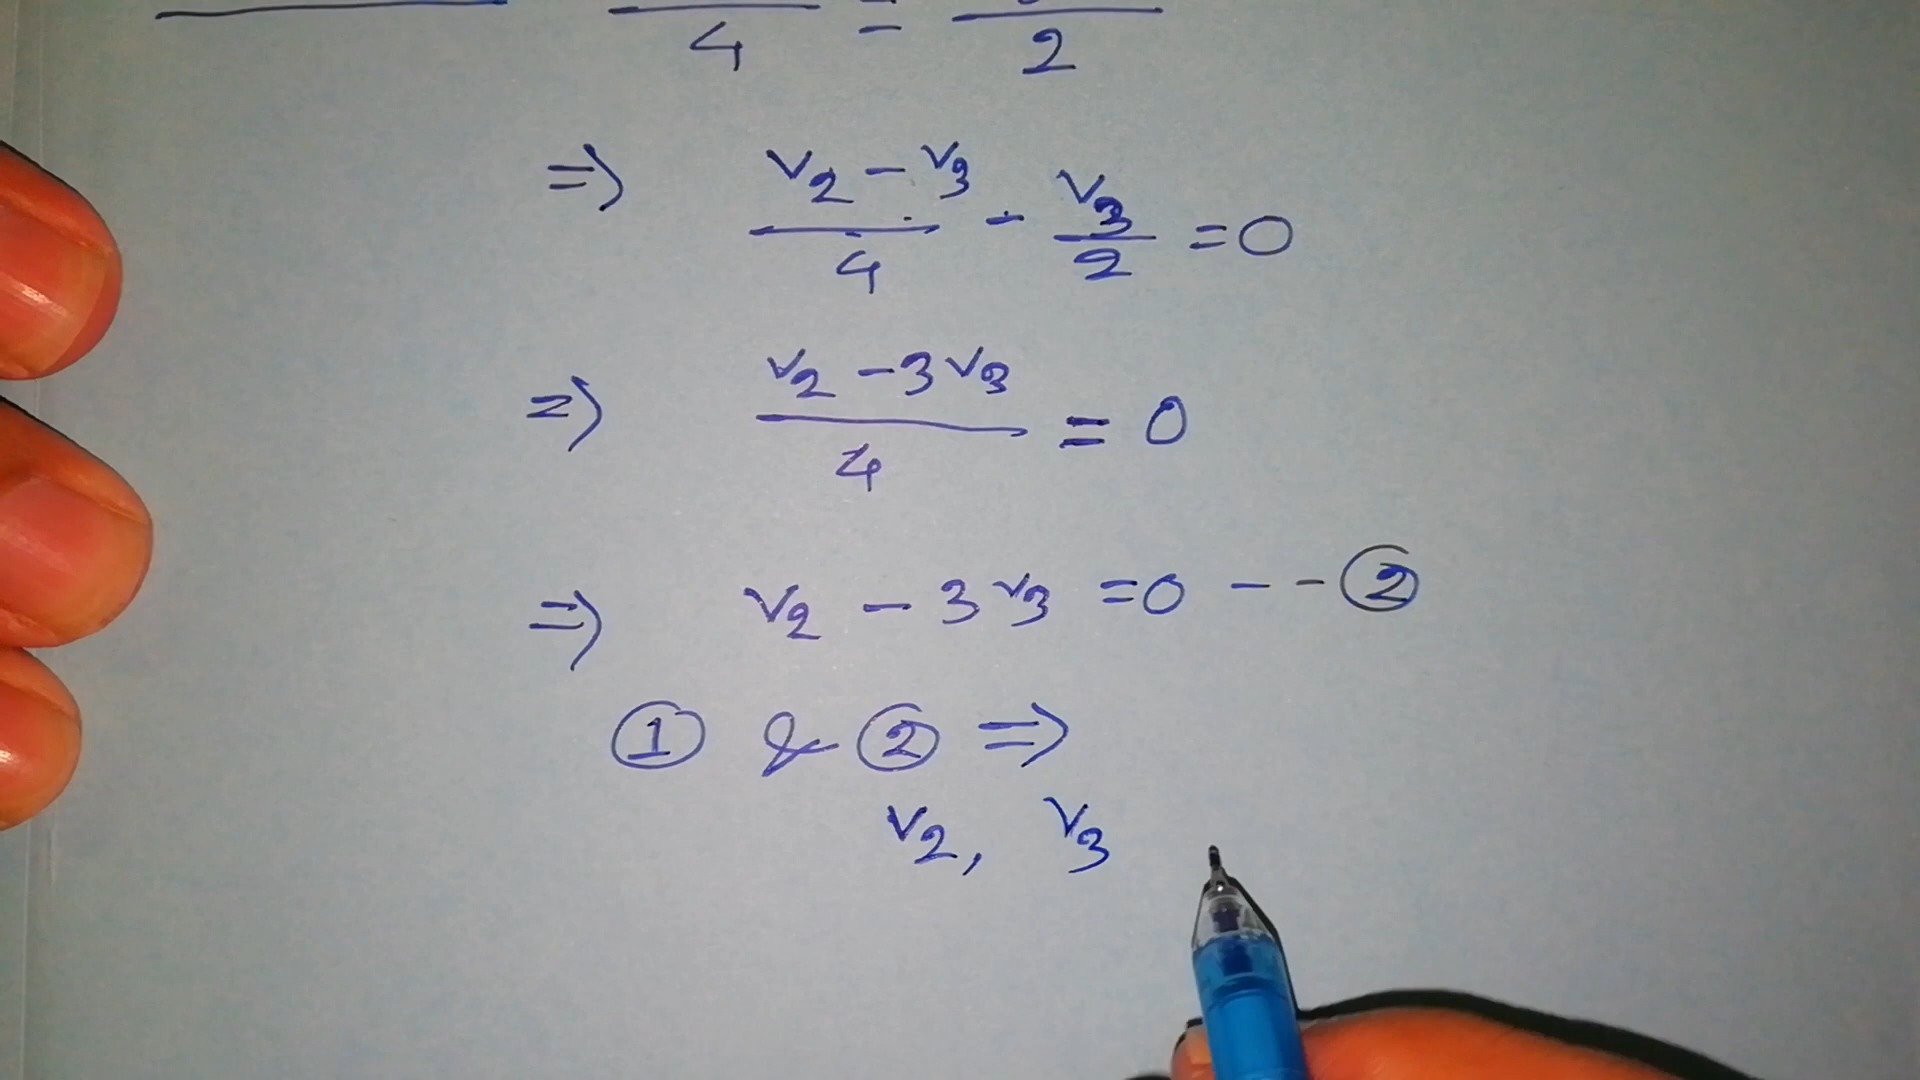 4 = 2
=> v2 - v3 / 4 - v3 / 2 = 0
=> v2 - 3v3 / 4 = 0
=> v2 - 3v3 = 0 -- ②
① & ② =>
v2, v3